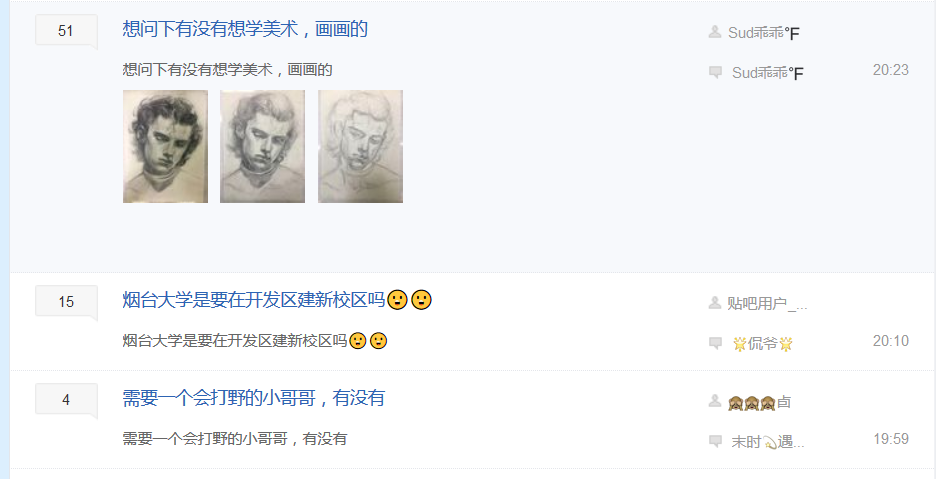 51
想问下有没有想学美术，画画的
Sud乖乖℉
想问下有没有想学美术，画画的
Sud乖乖℉
20:23
15
烟台大学是要在开发区建新校区吗😮😮
贴吧用户_...
烟台大学是要在开发区建新校区吗😮😮
🌟侃爷🌟
20:10
4
需要一个会打野的小哥哥，有没有
🙈🙈🙈卣
需要一个会打野的小哥哥，有没有
末时💫遇...
19:59